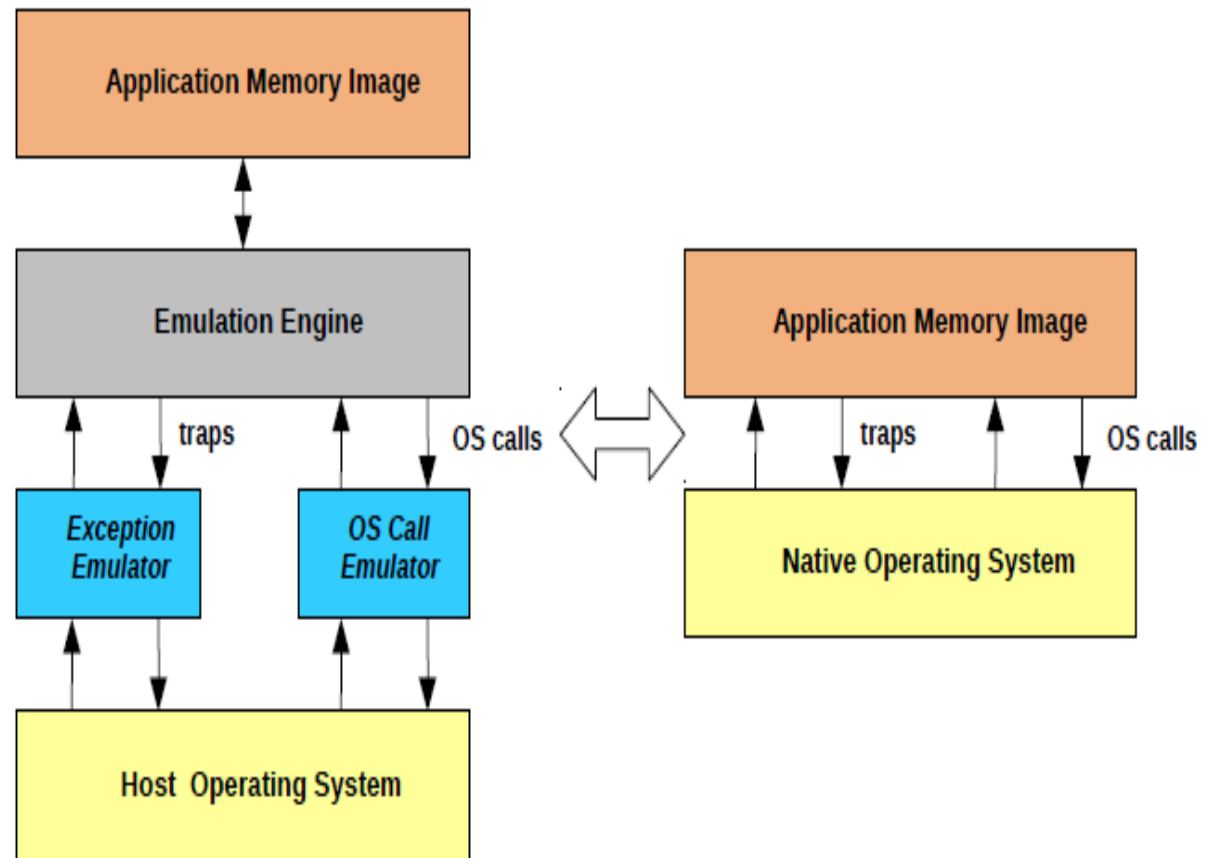 Application Memory Image
Emulation Engine
traps
OS calls
Exception
Emulator
OS Call
Emulator
Host Operating System
Application Memory Image
traps
OS calls
Native Operating System